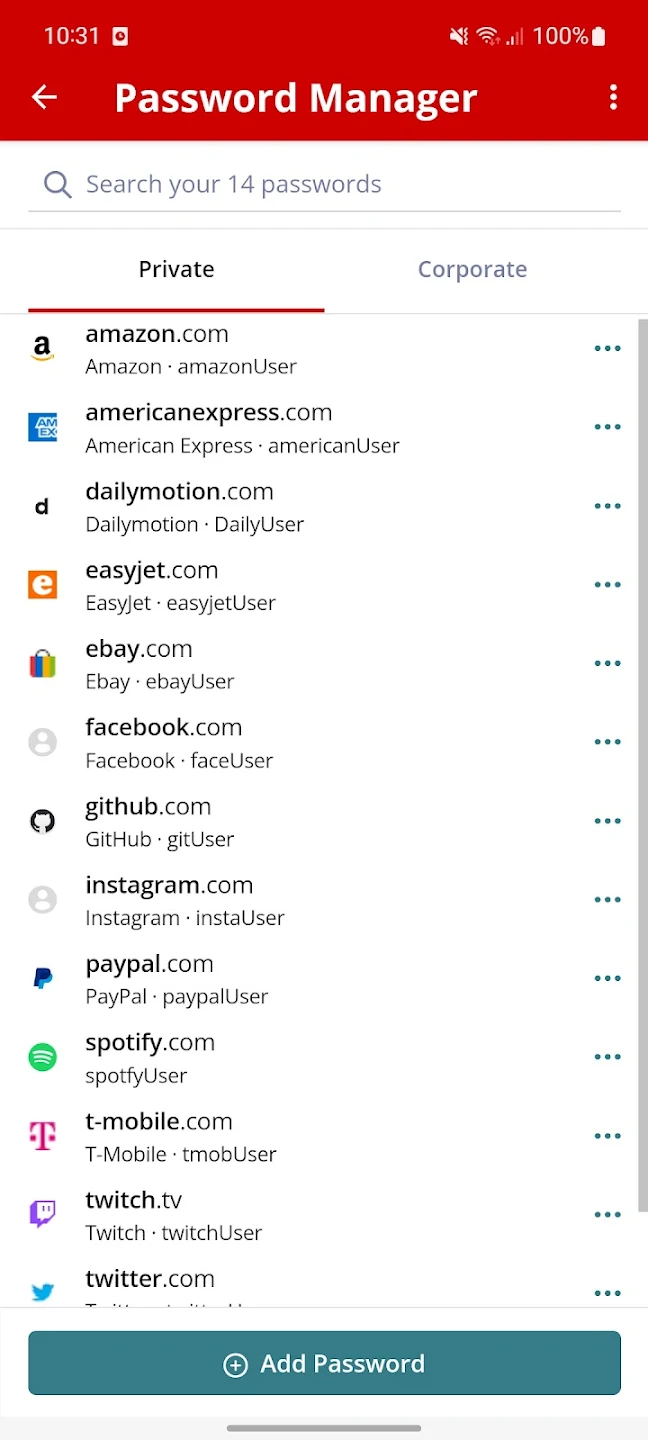 10:31 100%
Password Manager
Search your 14 passwords
Private Corporate
amazon.com
Amazon · amazonUser
americanexpress.com
American Express · americanUser
dailymotion.com
Dailymotion · DailyUser
easyjet.com
EasyJet · easyjetUser
ebay.com
Ebay · ebayUser
facebook.com
Facebook · faceUser
github.com
GitHub · gitUser
instagram.com
Instagram · instaUser
paypal.com
PayPal · paypalUser
spotify.com
spotfyUser
t-mobile.com
T-Mobile · tmobUser
twitch.tv
Twitch · twitchUser
twitter.com
Add Password